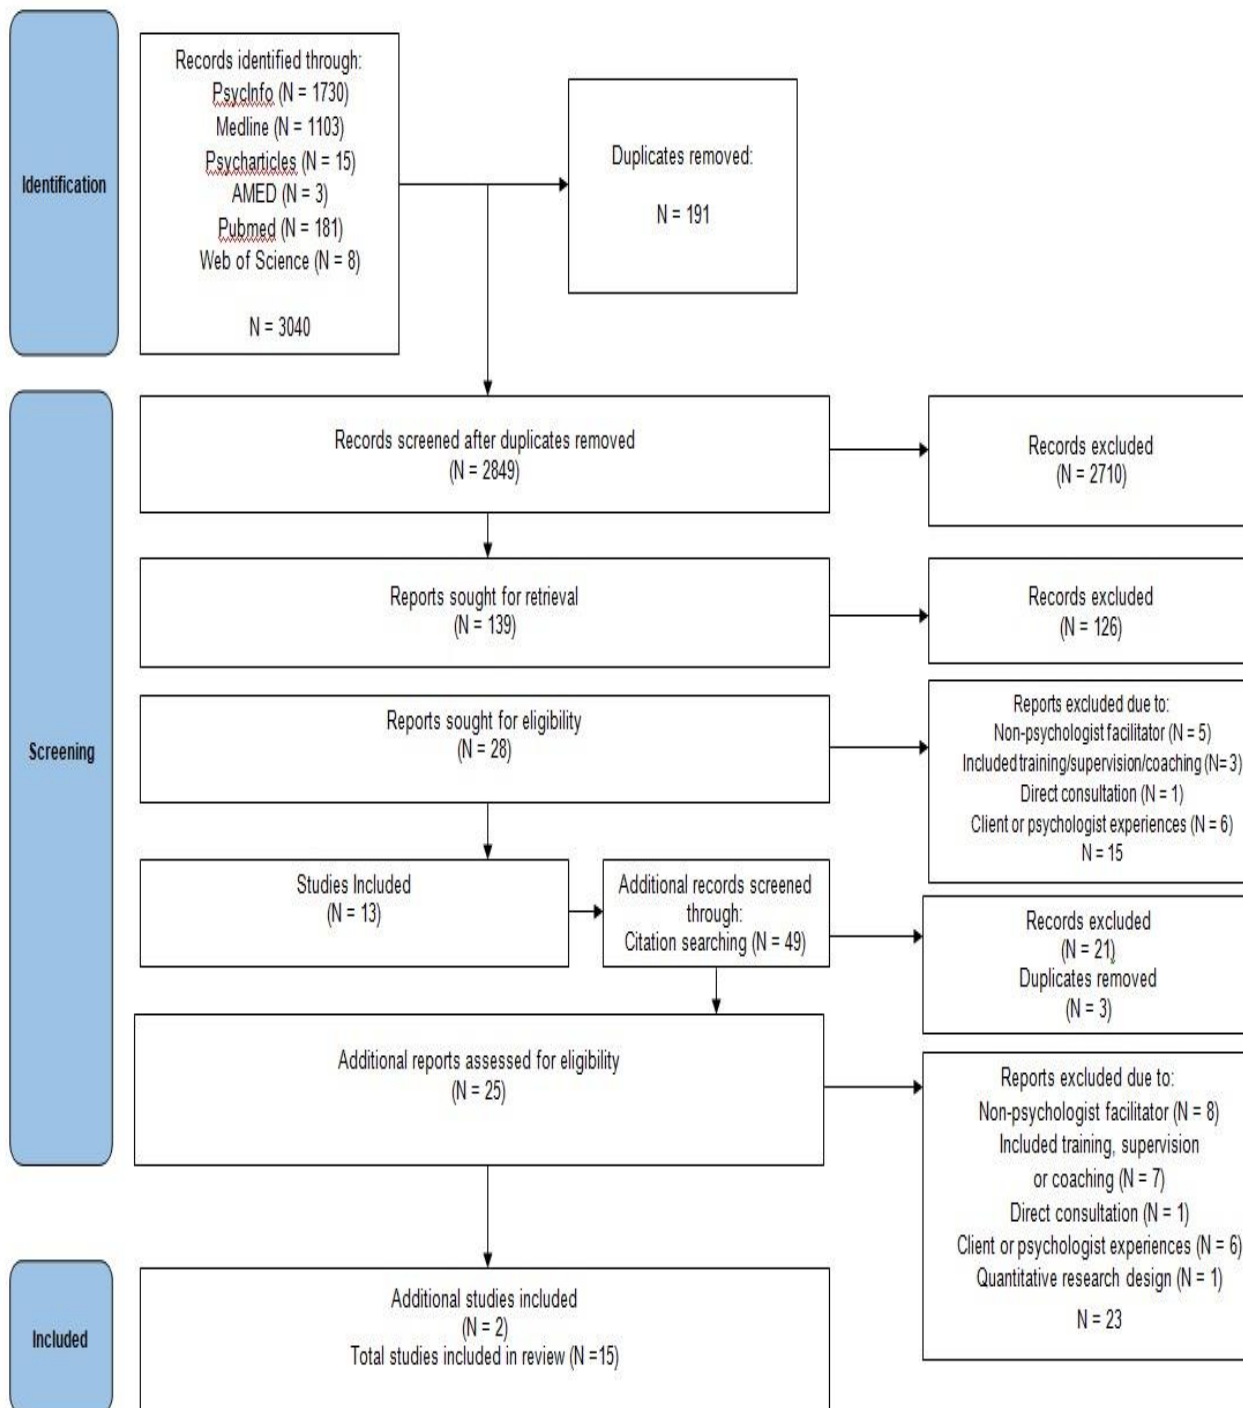 Identification
Records identified through:
PsycInfo (N = 1730)
Medline (N = 1103)
Psycharticles (N = 15)
AMED (N = 3)
Pubmed (N = 181)
Web of Science (N = 8)
N = 3040
Duplicates removed:
N = 191
Screening
Records screened after duplicates removed
(N = 2849)
Records excluded
(N = 2710)
Reports sought for retrieval
(N = 139)
Records excluded
(N = 126)
Reports sought for eligibility
(N = 28)
Reports excluded due to:
Non-psychologist facilitator (N = 5)
Included training/supervision/coaching (N= 3)
Direct consultation (N = 1)
Client or psychologist experiences (N = 6)
N = 15
Studies Included
(N = 13)
Additional records screened
through:
Citation searching (N = 49)
Records excluded
(N = 21)
Duplicates removed
(N = 3)
Additional reports assessed for eligibility
(N = 25)
Reports excluded due to:
Non-psychologist facilitator (N = 8)
Included training, supervision
or coaching (N = 7)
Direct consultation (N = 1)
Client or psychologist experiences (N = 6)
Quantitative research design (N = 1)
N = 23
Included
Additional studies included
(N = 2)
Total studies included in review (N =15)